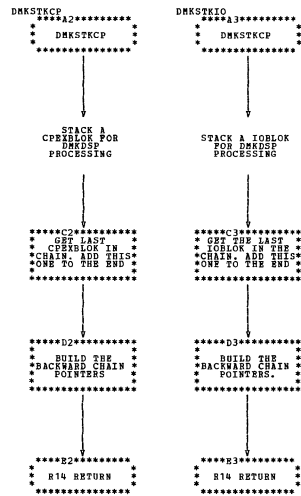 DMKSTKCP
A2
DMKSTKCP
STACK A
CPEXBLOK FOR
DMKDSP
PROCESSING
C2
GET LAST
CPEXBLOK IN
CHAIN. ADD THIS
ONE TO THE END
D2
BUILD THE
BACKWARD CHAIN
POINTERS
E2
R14 RETURN
DMKSTKIO
A3
DMKSTKCP
STACK A IOBLOK
FOR DMKDSP
PROCESSING
C3
GET THE LAST
IOBLOK IN THE
CHAIN. ADD THIS
ONE TO THE END
D3
BUILD THE
BACKWARD CHAIN
POINTERS.
E3
R14 RETURN